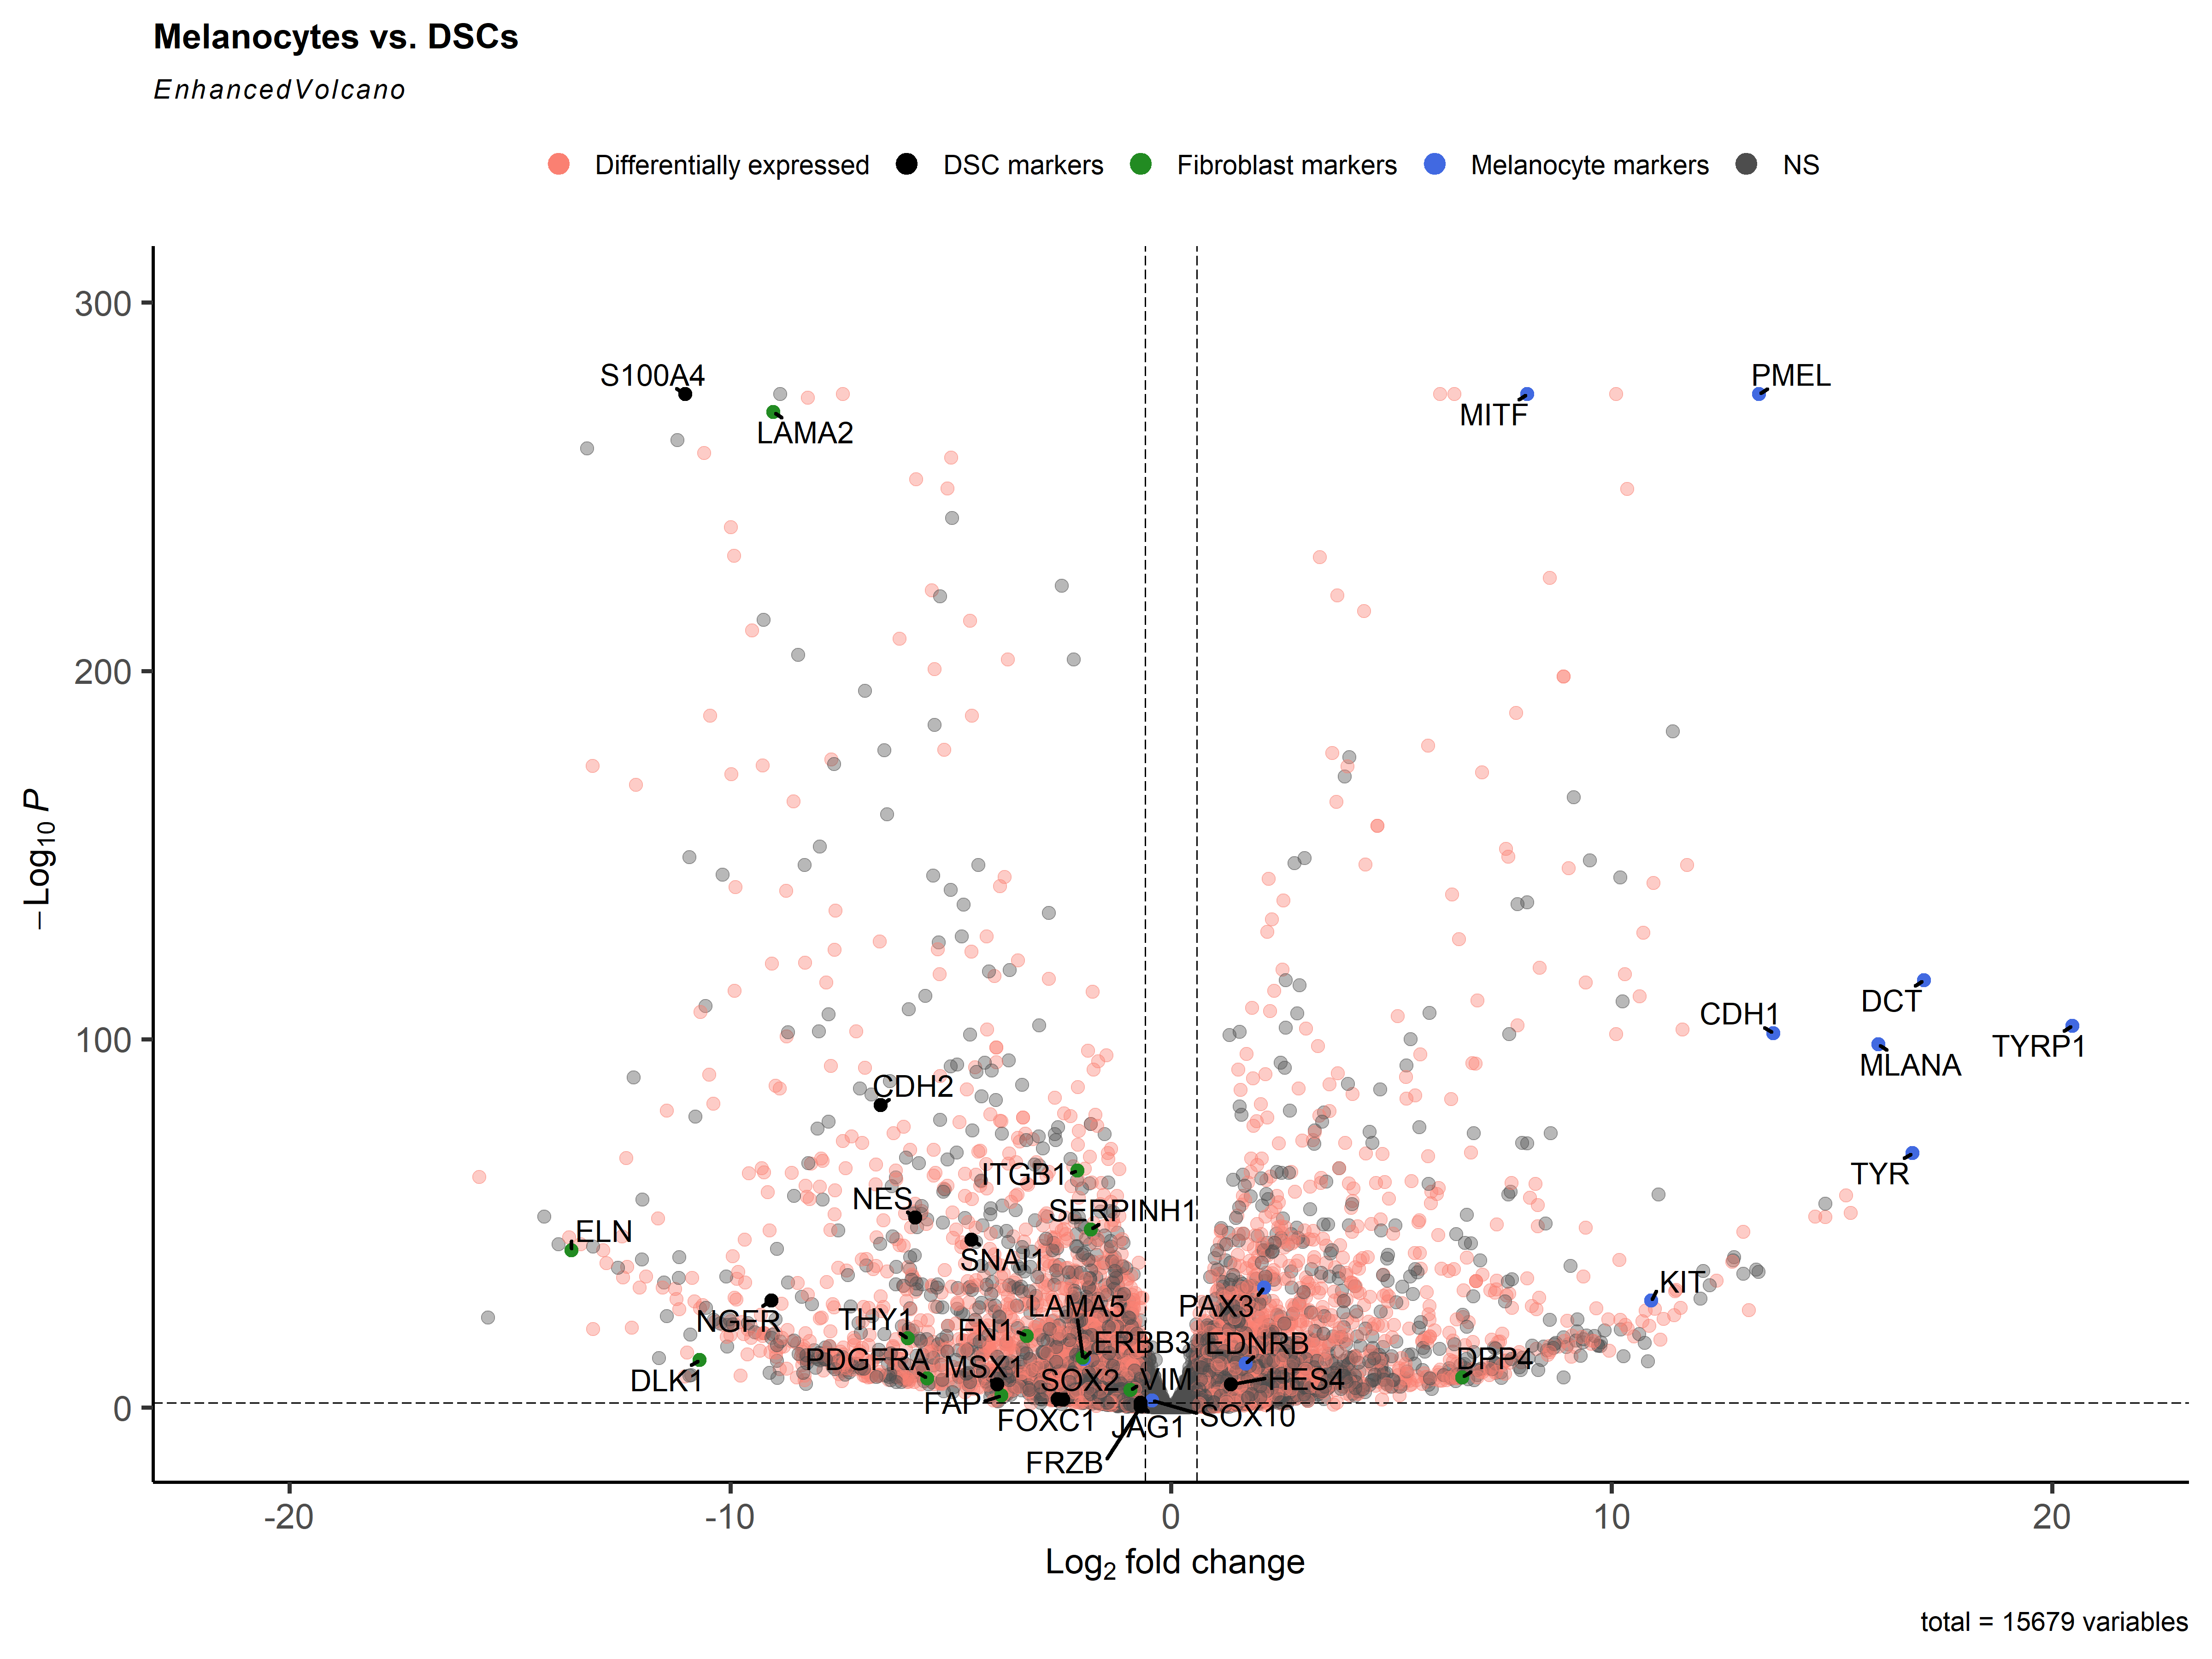 Melanocytes vs. DSCs
EnhancedVolcano
Differentially expressed DSC markers Fibroblast markers Melanocyte markers NS
300
S100A4
PMEL
MITF
LAMA2
200
−Log10 P
100
DCT
CDH1
TYRP1
MLANA
CDH2
ITGB1
TYR
NES
SERPINH1
ELN
SNAI1
KIT
NGFR
THY1
LAMA5
PAX3
FN1
ERBB3
EDNRB
PDGFRA
MSX1
DPP4
DLK1
SOX2
VIM
HES4
FAP
0
FOXC1
JAG1
SOX10
FRZB
-20 -10 0 10 20
Log2 fold change
total = 15679 variables